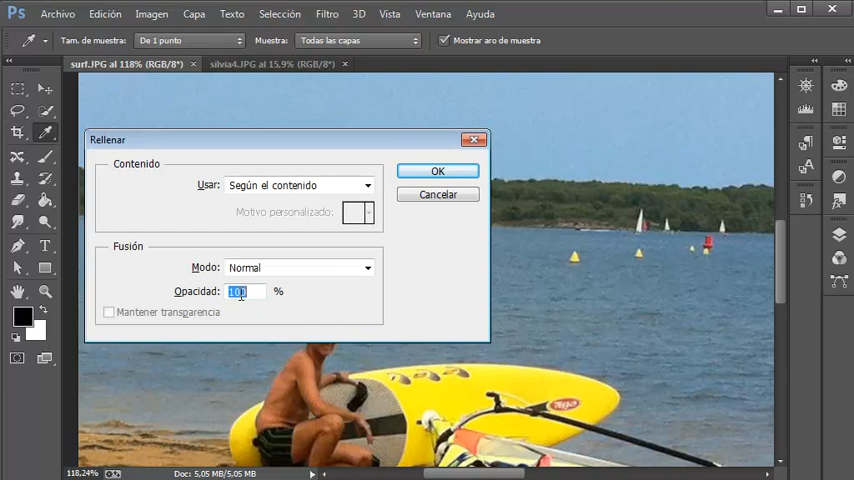 Ps Archivo Edición Imagen Capa Texto Selección Filtro 3D Vista Ventana Ayuda
Tam. de muestra: De 1 punto Muestra: Todas las capas Mostrar aro de muestra
surf.JPG al 118% (RGB/8*) × silvia4.JPG al 15,9% (RGB/8*) ×
Rellenar
Contenido
Usar: Según el contenido
OK
Cancelar
Motivo personalizado:
Fusión
Modo: Normal
Opacidad: 100 %
Mantener transparencia
118,24% Doc: 5,05 MB/5,05 MB